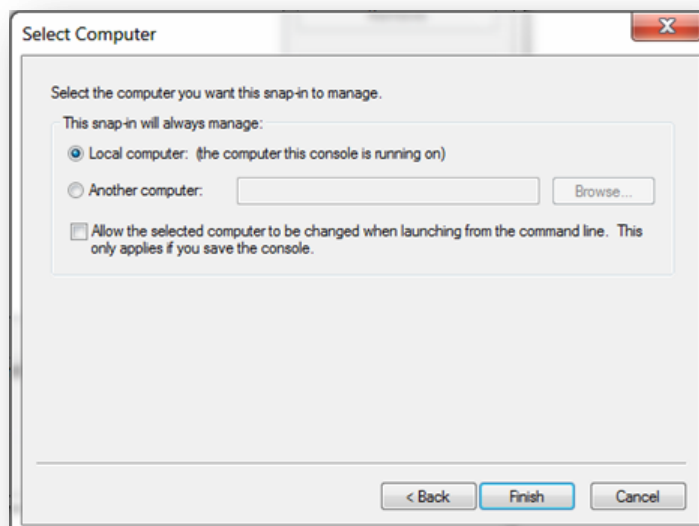 Select Computer
Select the computer you want this snap-in to manage.
This snap-in will always manage:
Local computer: (the computer this console is running on)
Another computer:
Browse...
Allow the selected computer to be changed when launching from the command line. This
only applies if you save the console.
< Back
Finish
Cancel